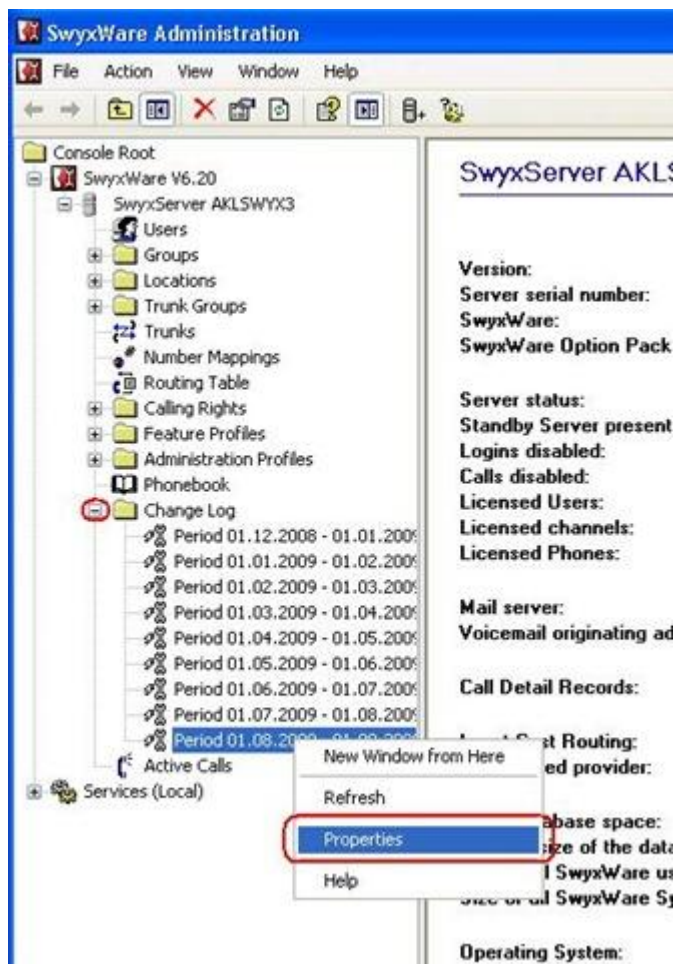 SwyxWare Administration
File Action View Window Help
Console Root
SwyxWare V6.20
SwyxServer AKLSWYX3
Users
Groups
Locations
Trunk Groups
Trunks
Number Mappings
Routing Table
Calling Rights
Feature Profiles
Administration Profiles
Phonebook
Change Log
Period 01.12.2008 - 01.01.2009
Period 01.01.2009 - 01.02.2009
Period 01.02.2009 - 01.03.2009
Period 01.03.2009 - 01.04.2009
Period 01.04.2009 - 01.05.2009
Period 01.05.2009 - 01.06.2009
Period 01.06.2009 - 01.07.2009
Period 01.07.2009 - 01.08.2009
Period 01.08.20
Active Calls
Services (Local)
New Window from Here
Refresh
Properties
Help
SwyxServer AKLS
Version:
Server serial number:
SwyxWare:
SwyxWare Option Pack
Server status:
Standby Server present
Logins disabled:
Calls disabled:
Licensed Users:
Licensed channels:
Licensed Phones:
Mail server:
Voicemail originating ad
Call Detail Records:
st Routing:
ed provider:
abase space:
size of the data
SwyxWare us
SwyxWare Sy
Operating System: